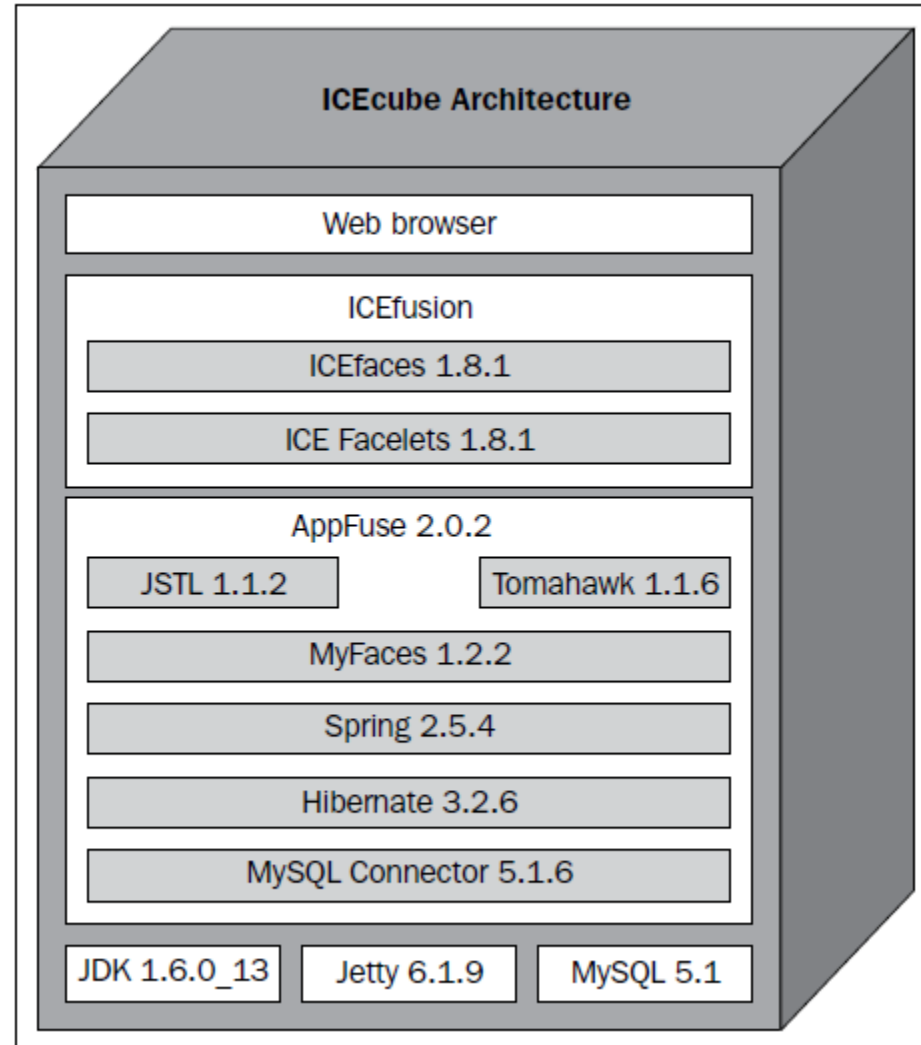 ICEcube Architecture
Web browser
ICEfusion
ICEfaces 1.8.1
ICE Facelets 1.8.1
AppFuse 2.0.2
JSTL 1.1.2
Tomahawk 1.1.6
MyFaces 1.2.2
Spring 2.5.4
Hibernate 3.2.6
MySQL Connector 5.1.6
JDK 1.6.0_13
Jetty 6.1.9
MySQL 5.1